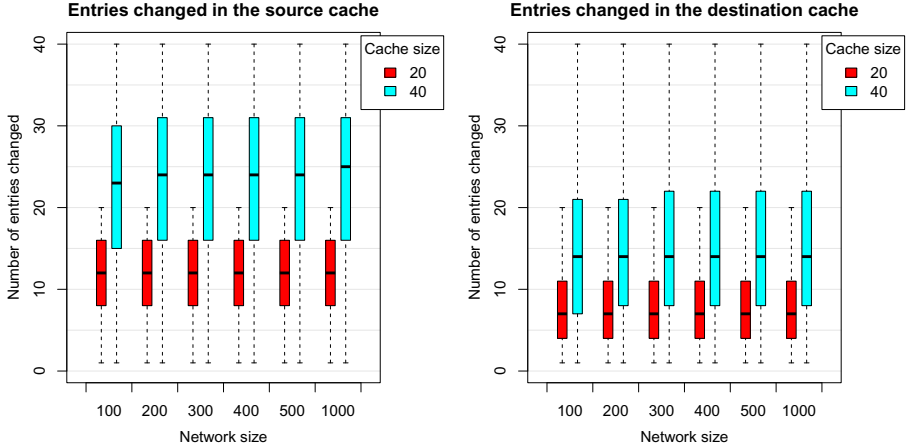 Entries changed in the source cache
Cache size
20
40
Number of entries changed
40
30
20
10
0
100 200 300 400 500 1000
Network size
Entries changed in the destination cache
Cache size
20
40
Number of entries changed
40
30
20
10
0
100 200 300 400 500 1000
Network size